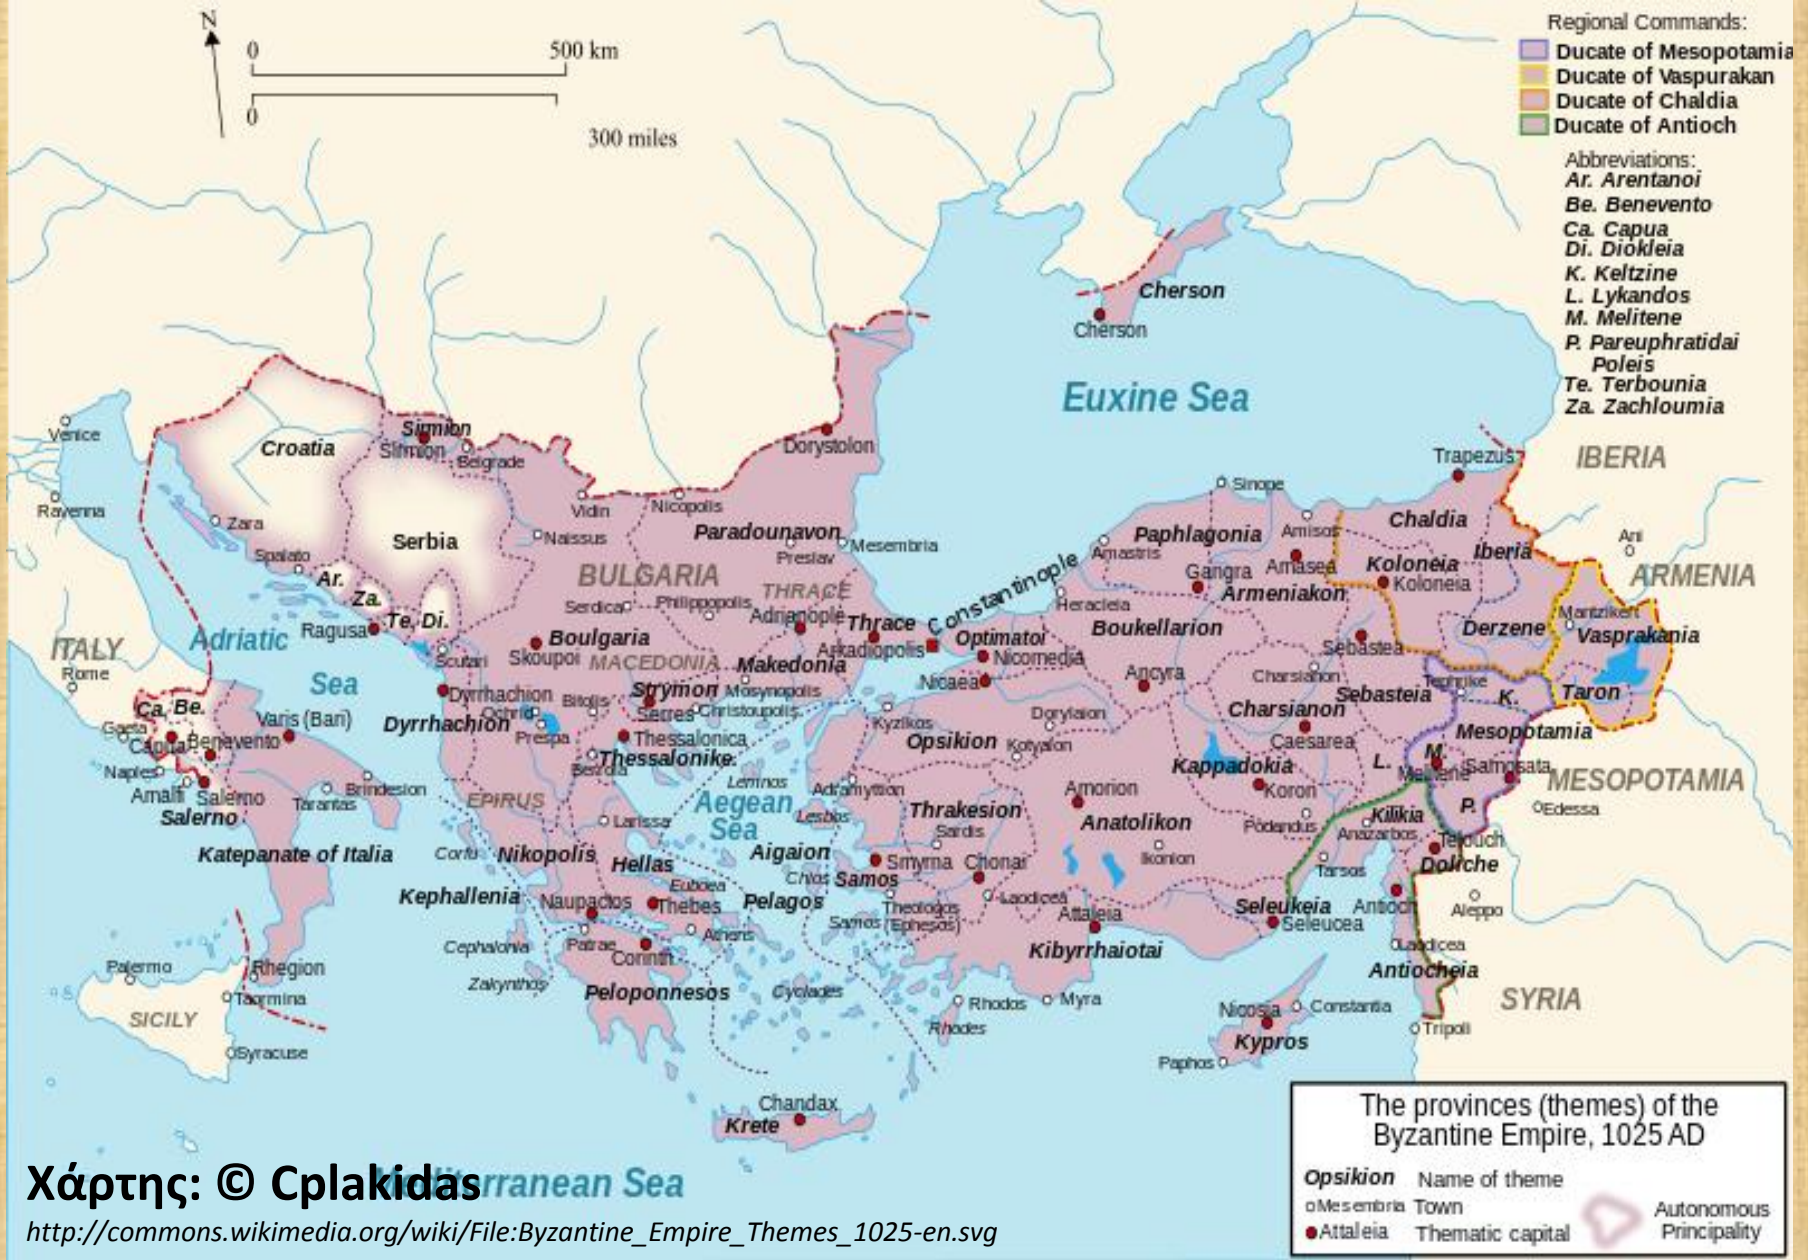 N
0
500 km
0
300 miles
Regional Commands:
Ducate of Mesopotamia
Ducate of Vaspurakan
Ducate of Chaldia
Ducate of Antioch
Abbreviations:
Ar. Arentanoi
Be. Benevento
Ca. Capua
Di. Diokleia
K. Keltzine
L. Lykandos
M. Melitene
P. Pareuphratidai
Poleis
Te. Terbounia
Za. Zachloumia
Cherson
Cherson
Euxine Sea
IBERIA
ARMENIA
MESOPOTAMIA
SYRIA
Venice
Ravenna
Croatia
Sirmion
Sirmion
Belgrade
Dorystolon
Zara
Spalato
Serbia
Vidin
Nicopolis
Naissus
Paradounavon
Preslav
Mesembria
BULGARIA
THRACE
Ar.
Za.
Te.
Di.
Serdica
Philippopolis
Adrianople
Thrace
Arkadiopolis
Constantinople
Ragusa
Scutari
Skoupoi
Boulgaria
MACEDONIA
Makedonia
Mosynopolis
ITALY
Rome
Adriatic
Sea
Ca.
Be.
Gaeta
Capua
Benevento
Varis (Bari)
Naples
Amalfi
Salerno
Salerno
Tarantas
Brindesion
Katepanate of Italia
Dyrrhachion
Dyrrhachion
Ochrid
Bitolis
Prespa
Strymon
Serres
Christoupolis
Thessalonica
Thessalonike
Berroia
EPIRUS
Larissa
Lemnos
Aegean
Sea
Lesbos
Corfu
Nikopolis
Hellas
Aigaion
Pelagos
Chios
Samos
Samos
Kephallenia
Naupactos
Euboea
Thebes
Athens
Patrae
Corinth
Cephalonia
Zakynthos
Peloponnesos
Cyclades
Palermo
Rhegion
Taormina
SICILY
Syracuse
Chandax
Krete
Trapezus
Sinope
Amisos
Chaldia
Paphlagonia
Amastris
Iberia
Ani
Koloneia
Koloneia
Gangra
Amasea
Armeniakon
Heracleia
Mantzikert
Vasprakania
Derzene
Boukellarion
Optimatoi
Nicomedia
Nicaea
Sebastea
Ancyra
Charsianon
Sebasteia
Tephrike
K.
Taron
Charsianon
Dorylaion
Kyzikos
Opsikion
Kotyaion
Caesarea
Mesopotamia
L.
M.
Melitene
Samosata
Kappadokia
Koron
P.
Edessa
Adramyttion
Amorion
Thrakesion
Sardis
Anatolikon
Podandus
Kilikia
Anazarbos
Telouch
Doliche
Smyrna
Chonai
Ikonion
Tarsos
Laodicea
Theologos
(Ephesos)
Attaleia
Kibyrrhaiotai
Seleukeia
Seleucea
Antioch
Aleppo
Laodicea
Antiocheia
Tripoli
Rhodos
Rhodes
Myra
Nicosia
Constantia
Kypros
Paphos
Mediterranean Sea
Χάρτης: © Cplakidas
http://commons.wikimedia.org/wiki/File:Byzantine_Empire_Themes_1025-en.svg
The provinces (themes) of the
Byzantine Empire, 1025 AD
Opsikion Name of theme
Mesembria Town
Attaleia Thematic capital
Autonomous
Principality